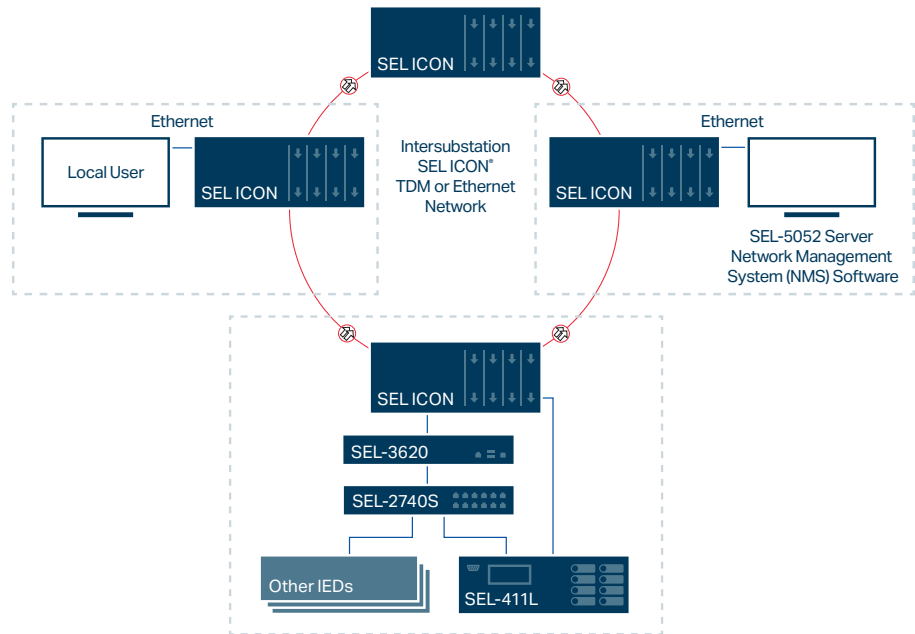 SEL ICON
Ethernet
Local User
SEL ICON
Intersubstation
SEL ICON®
TDM or Ethernet
Network
Ethernet
SEL ICON
SEL-5052 Server
Network Management
System (NMS) Software
SEL ICON
SEL-3620
SEL-2740S
Other IEDs
SEL-411L